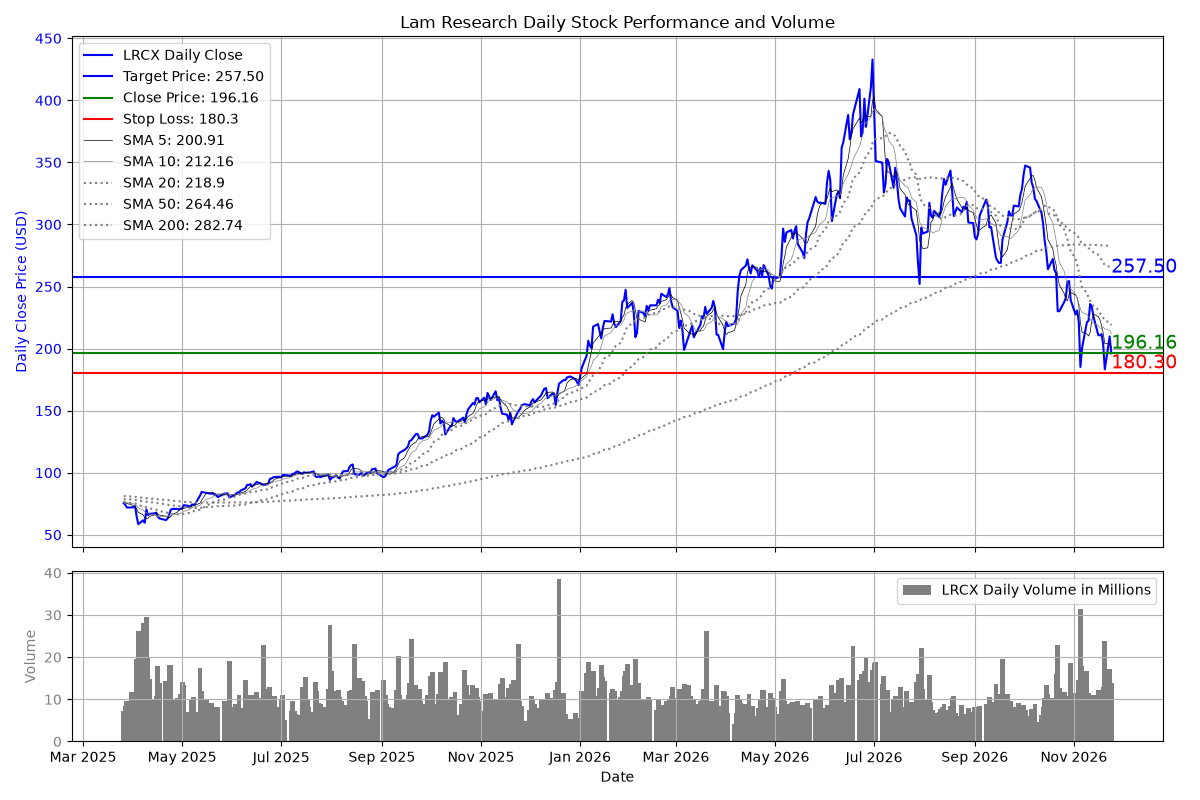 Lam Research Daily Stock Performance and Volume
Daily Close Price (USD)
450
400
350
300
250
200
150
100
50
LRCX Daily Close
Target Price: 257.50
Close Price: 196.16
Stop Loss: 180.3
SMA 5: 200.91
SMA 10: 212.16
SMA 20: 218.9
SMA 50: 264.46
SMA 200: 282.74
257.50
196.16
180.30
Volume
40
30
20
10
0
LRCX Daily Volume in Millions
Mar 2025 May 2025 Jul 2025 Sep 2025 Nov 2025 Jan 2026 Mar 2026 May 2026 Jul 2026 Sep 2026 Nov 2026
Date